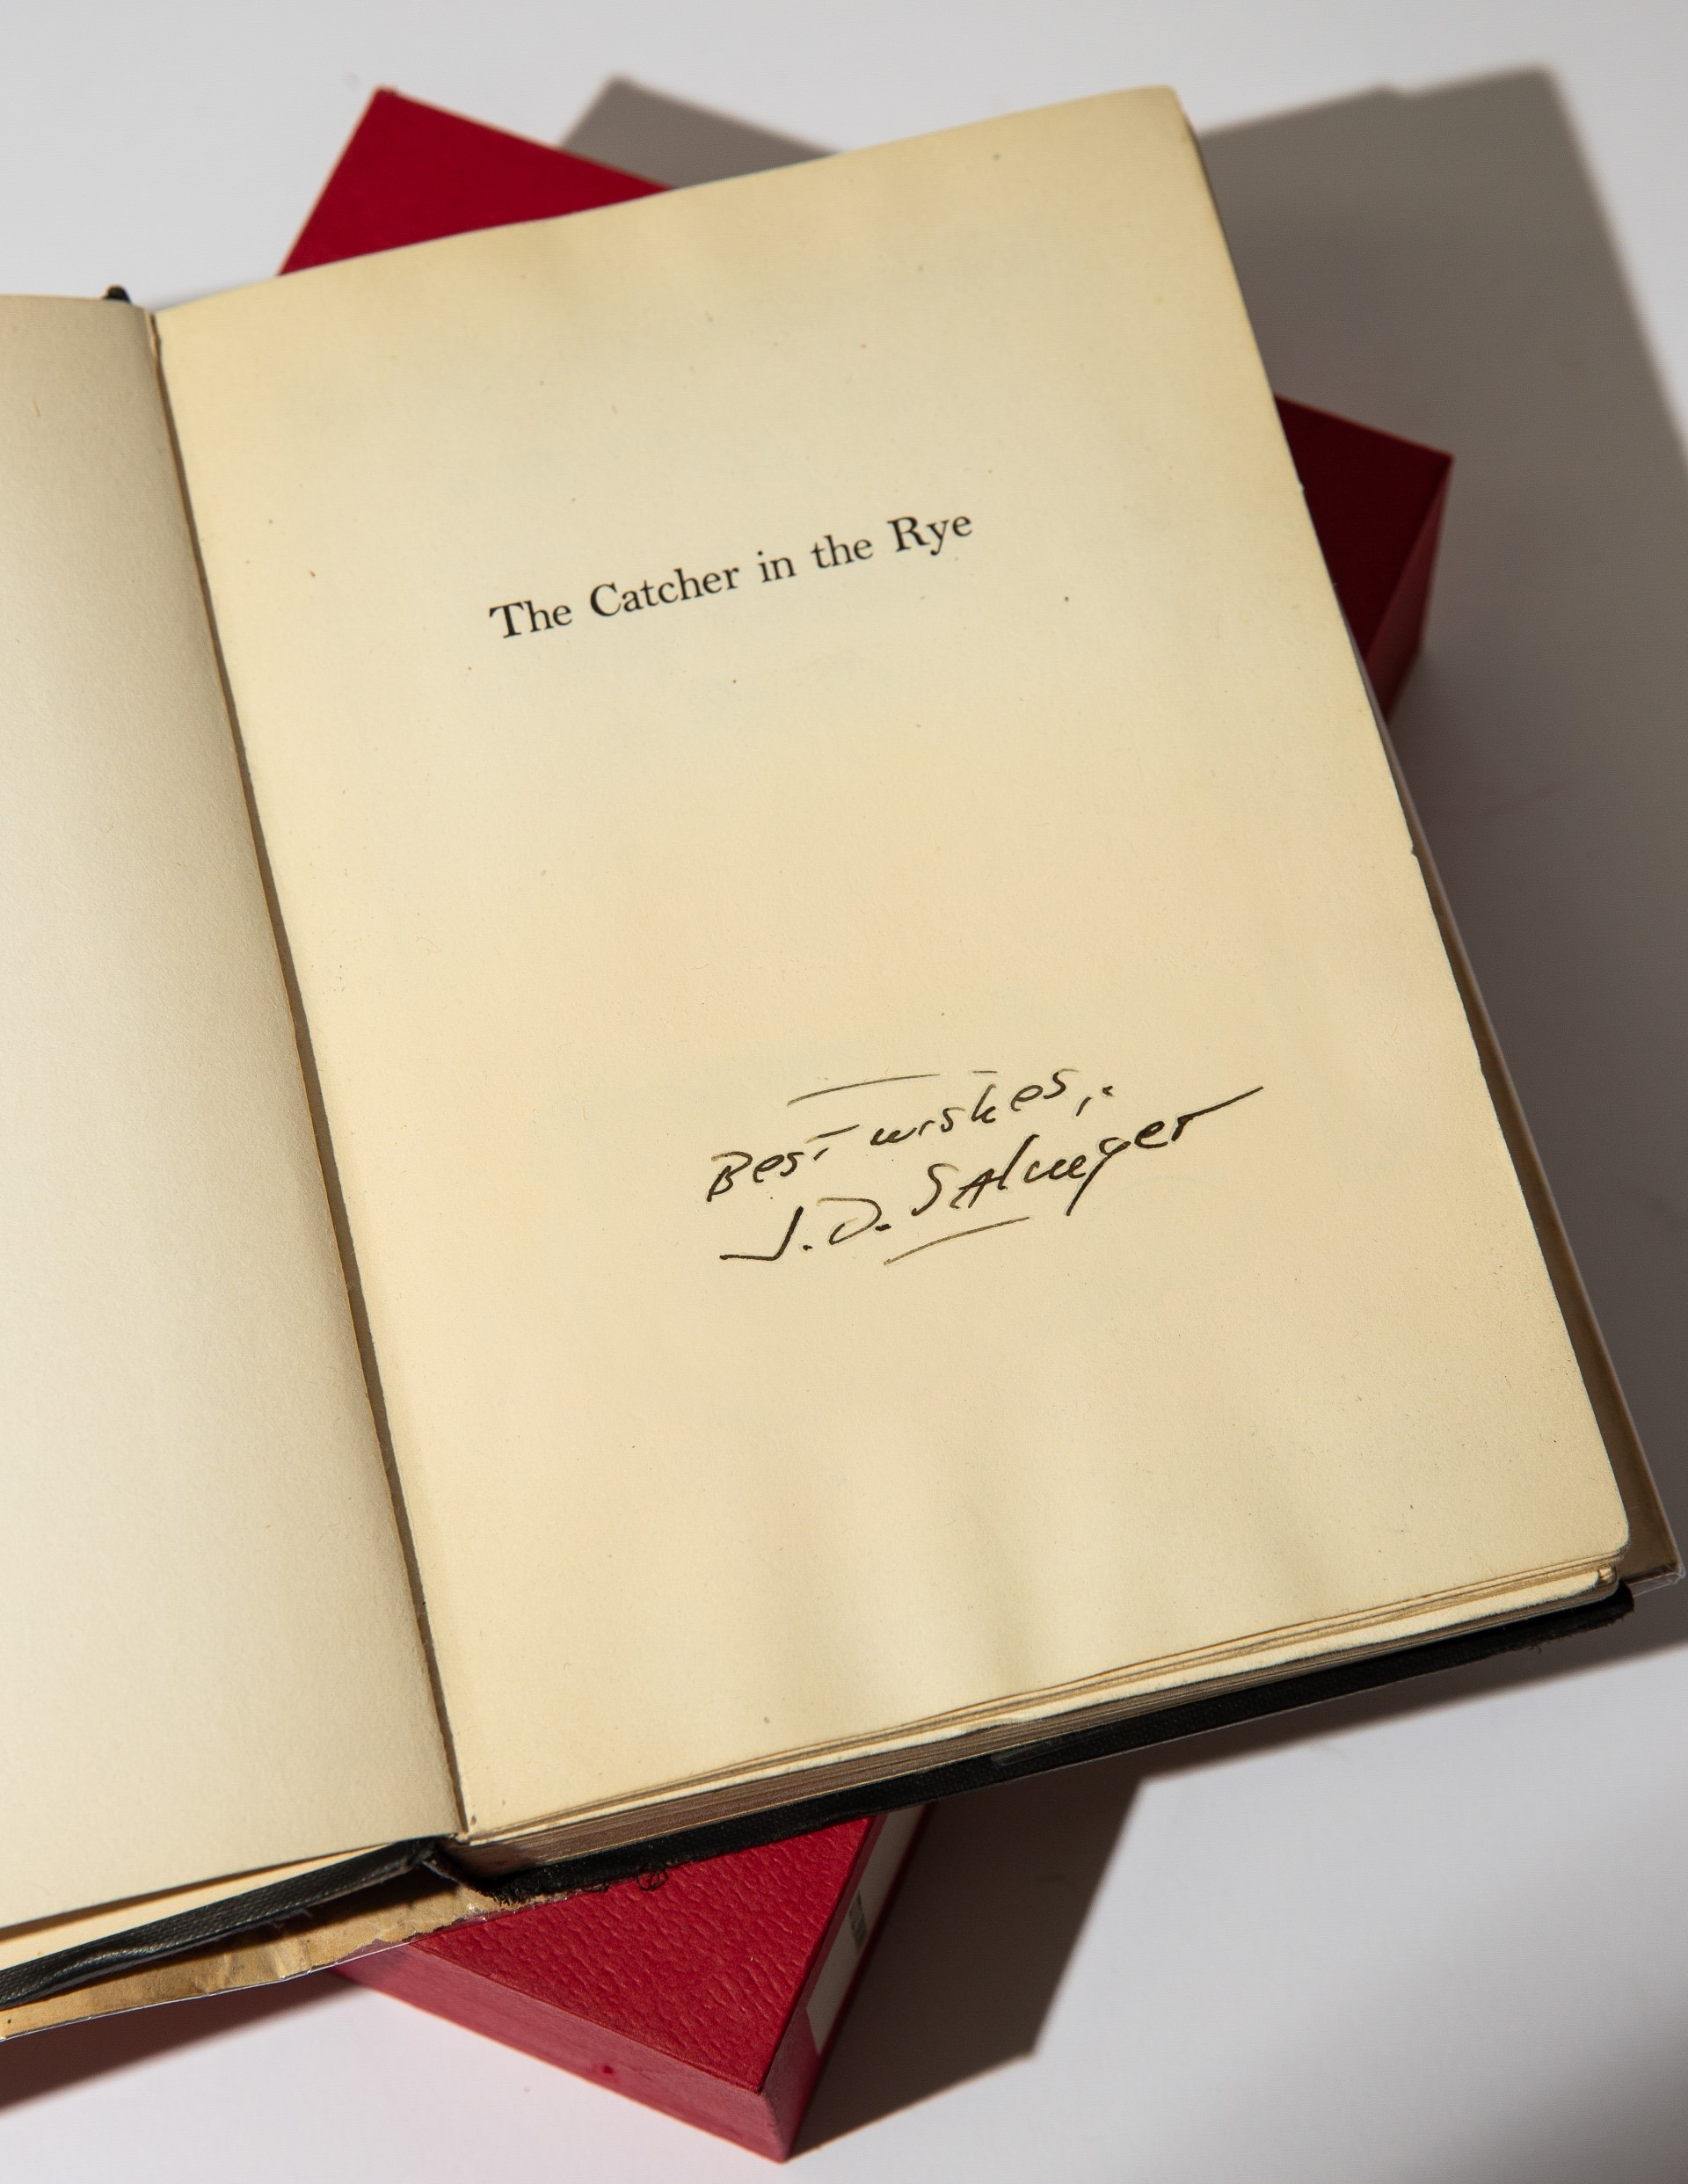 The Catcher in the Rye
Best wishes,
J.D. Salinger